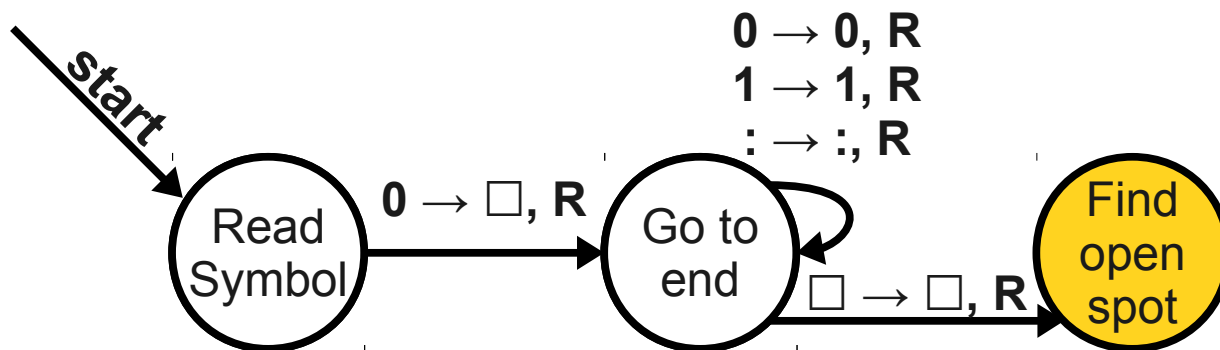 start
0 → 0, R
1 → 1, R
: → :, R
Read
Symbol
0 → □, R
Go to
end
□ → □, R
Find
open
spot